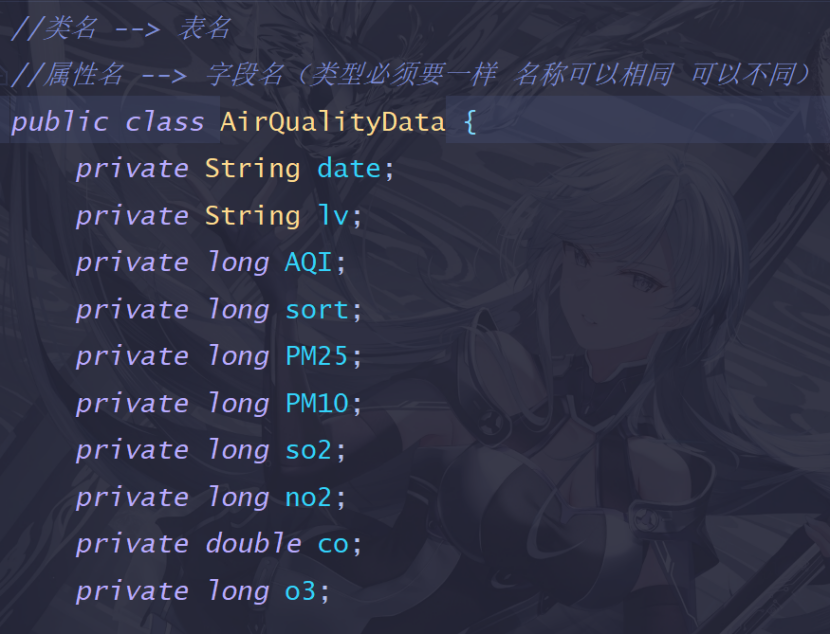 //类名 --> 表名
//属性名 --> 字段名（类型必须要一样 名称可以相同 可以不同）
public class AirQualityData {
private String date;
private String lv;
private long AQI;
private long sort;
private long PM25;
private long PM10;
private long so2;
private long no2;
private double co;
private long o3;